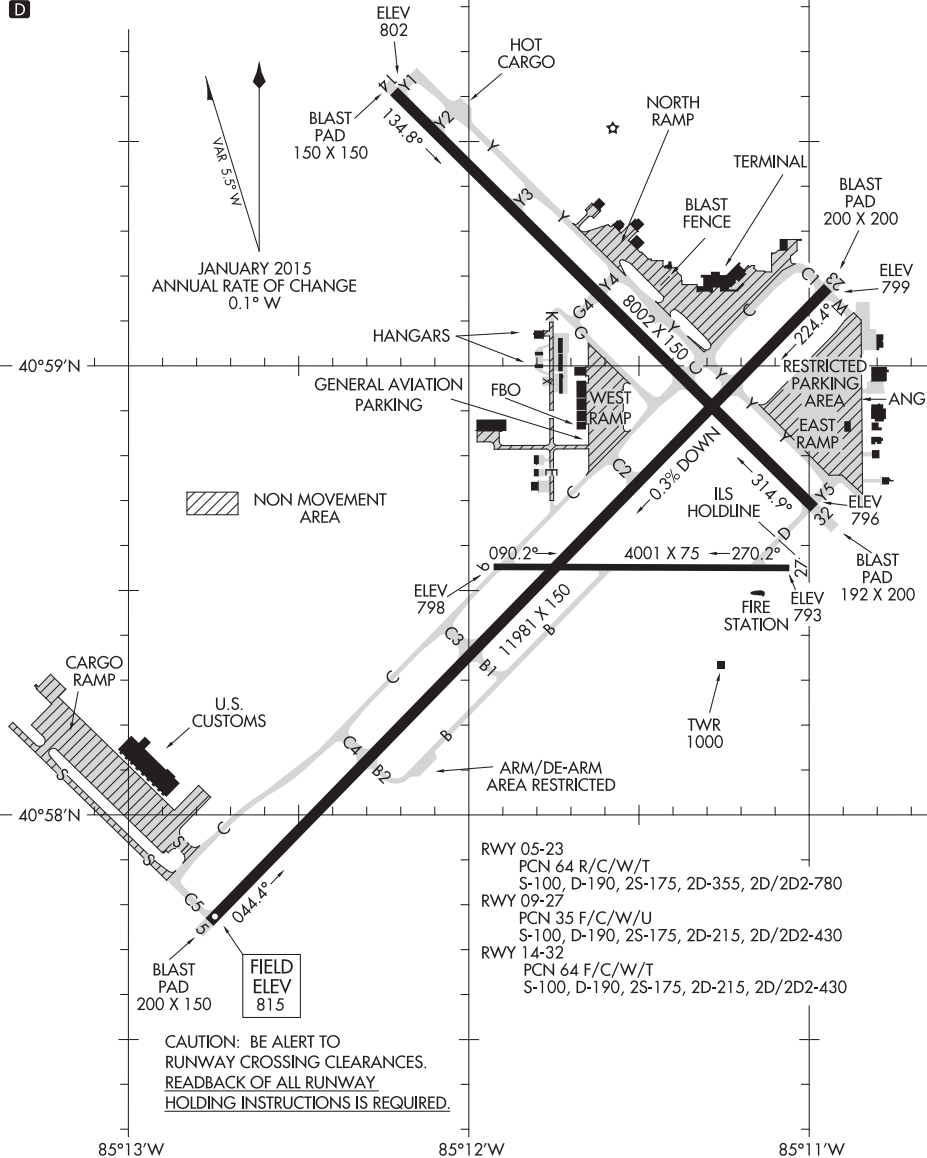 D
ELEV
802
HOT
CARGO
14
Y1
BLAST
PAD
150 X 150
134.8°
Y2
Y
NORTH
RAMP
VAR 5.5° W
TERMINAL
Y3
Y
BLAST
FENCE
BLAST
PAD
200 X 200
JANUARY 2015
ANNUAL RATE OF CHANGE
0.1° W
C1
23
ELEV
799
W
Y4
G4
8002 X 150
C
Y
224.4°
K
G
HANGARS
40°59'N
C
Y
RESTRICTED
PARKING
AREA
ANG
GENERAL AVIATION
PARKING
FBO
X
WEST
RAMP
Y
EAST
RAMP
Y
0.3% DOWN
C2
E
C
314.9°
Y5
NON MOVEMENT
AREA
ILS
HOLDLINE
ELEV
796
32
D
090.2°
4001 X 75
270.2°
9
27
BLAST
PAD
192 X 200
ELEV
798
FIRE
STATION
ELEV
793
11981 X 150
B
C3
B1
C
CARGO
RAMP
U.S.
CUSTOMS
TWR
1000
B
C4
B2
ARM/DE-ARM
AREA RESTRICTED
S
40°58'N
C
S
S
RWY 05-23
PCN 64 R/C/W/T
S-100, D-190, 2S-175, 2D-355, 2D/2D2-780
RWY 09-27
PCN 35 F/C/W/U
S-100, D-190, 2S-175, 2D-215, 2D/2D2-430
RWY 14-32
PCN 64 F/C/W/T
S-100, D-190, 2S-175, 2D-215, 2D/2D2-430
C5
5
044.4°
BLAST
PAD
200 X 150
FIELD
ELEV
815
CAUTION: BE ALERT TO
RUNWAY CROSSING CLEARANCES.
READBACK OF ALL RUNWAY
HOLDING INSTRUCTIONS IS REQUIRED.
85°13'W
85°12'W
85°11'W